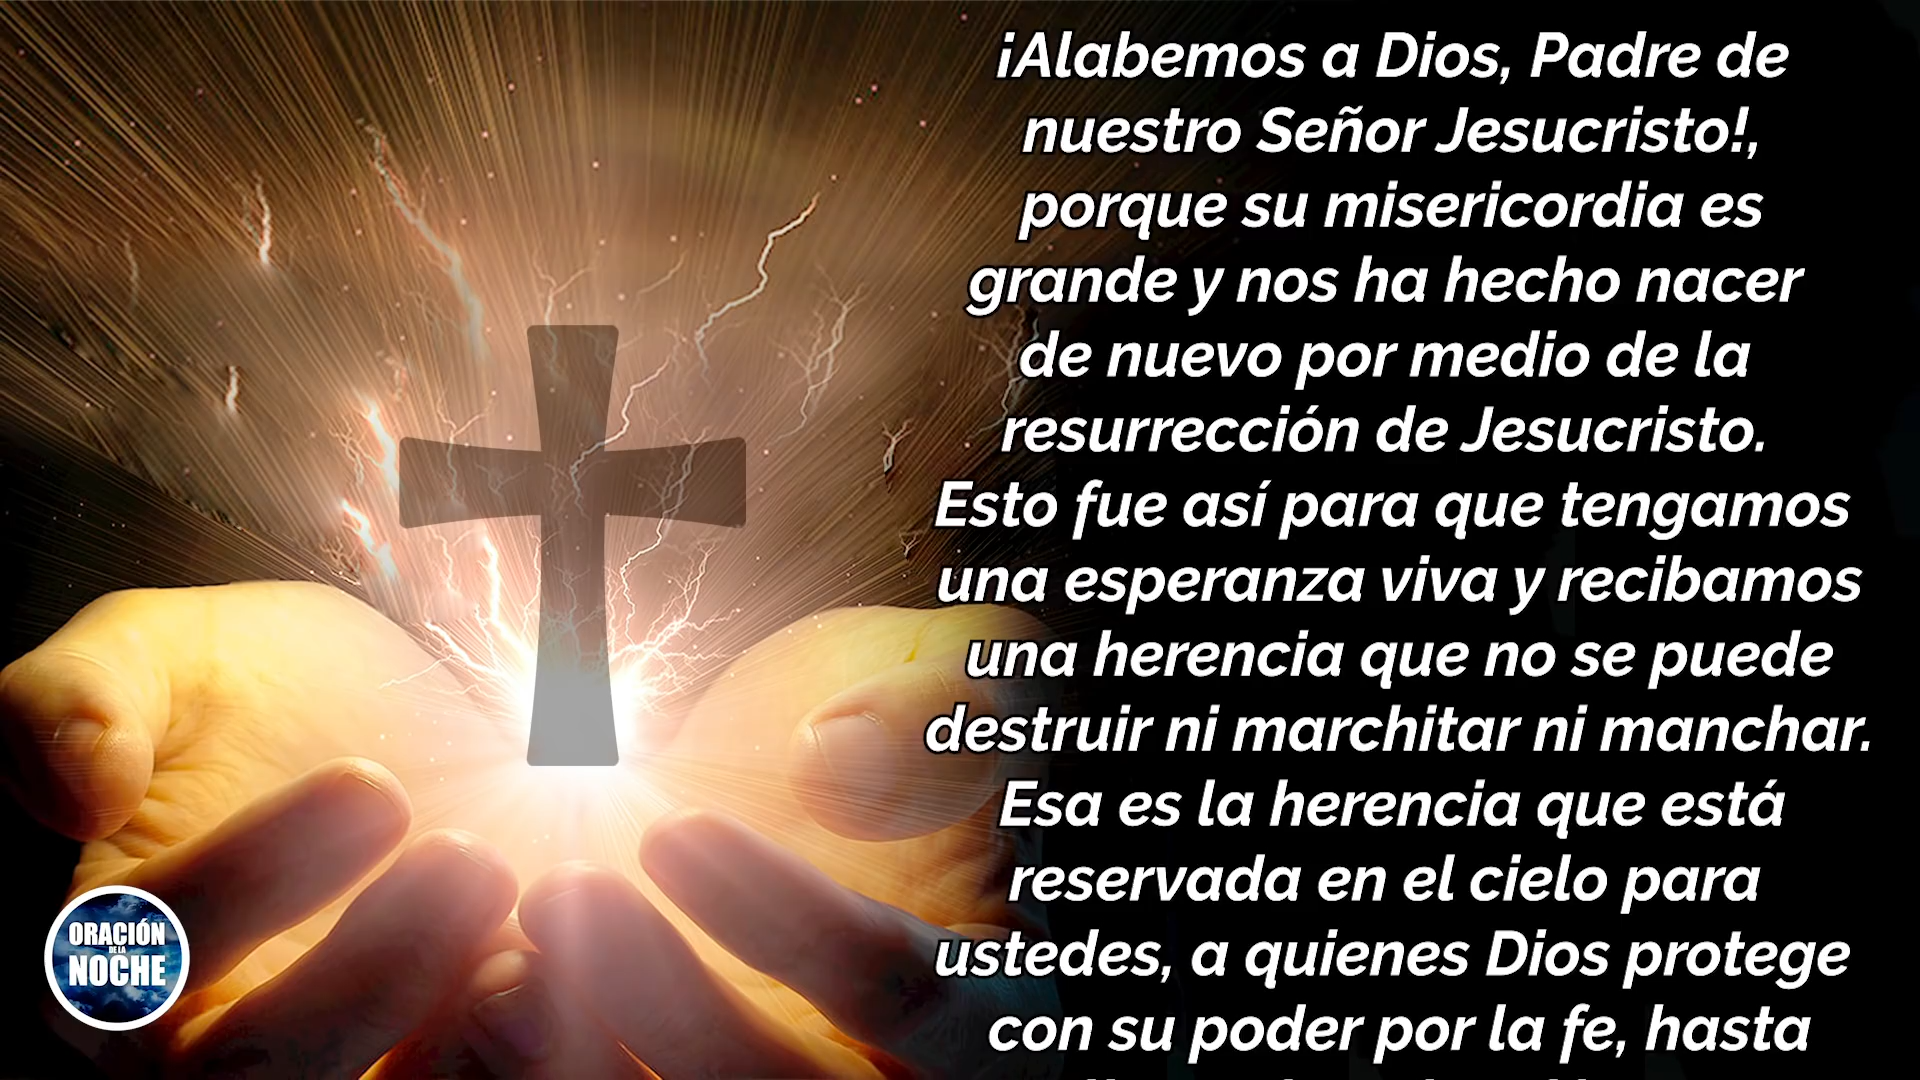 ¡Alabemos a Dios, Padre de
nuestro Señor Jesucristo!,
porque su misericordia es
grande y nos ha hecho nacer
de nuevo por medio de la
resurrección de Jesucristo.
Esto fue así para que tengamos
una esperanza viva y recibamos
una herencia que no se puede
destruir ni marchitar ni manchar.
Esa es la herencia que está
reservada en el cielo para
ustedes, a quienes Dios protege
con su poder por la fe, hasta
ORACIÓN
DE LA
NOCHE